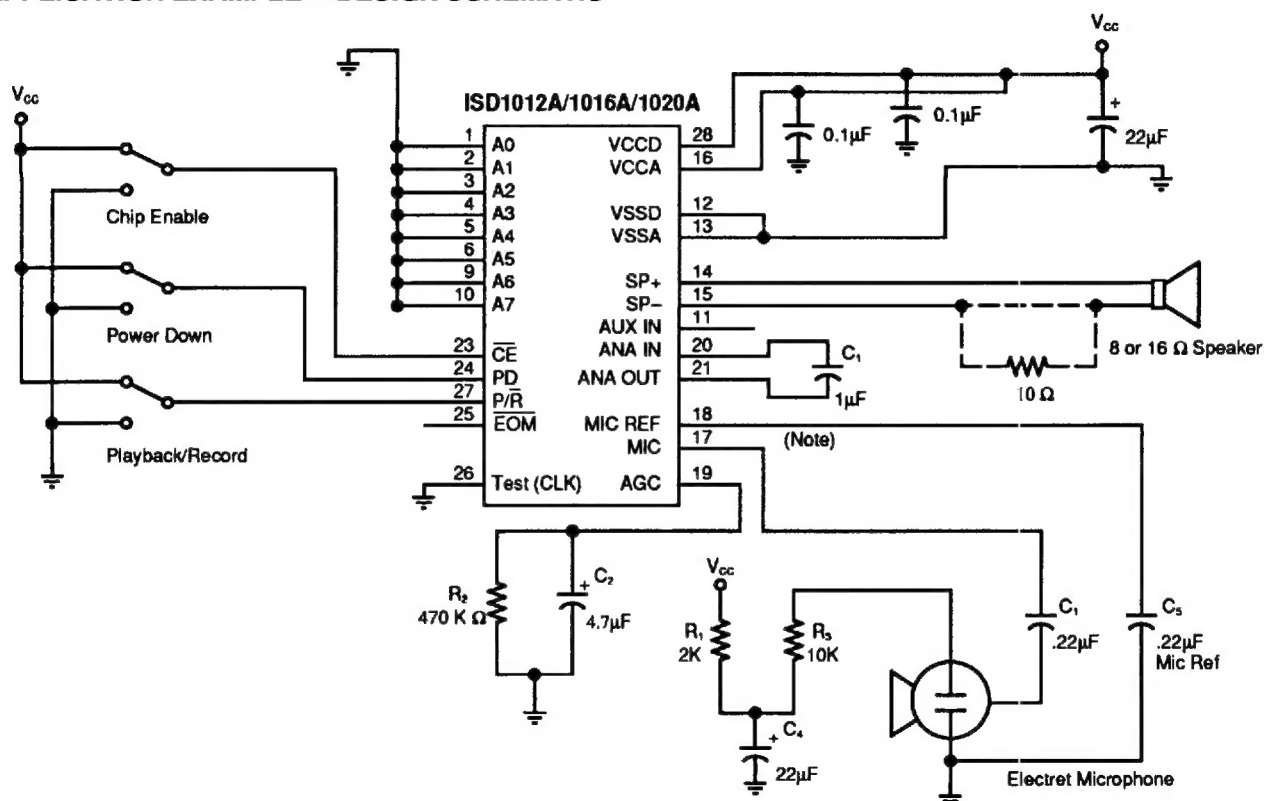 Vcc
Vcc
ISD1012A/1016A/1020A
0.1µF
0.1µF
+
22µF
1 A0
2 A1
3 A2
4 A3
5 A4
6 A5
9 A6
10 A7
23 CE
24 PD
27 P/R
25 EOM
26 Test (CLK)
VCCD 28
VCCA 16
VSSD 12
VSSA 13
SP+ 14
SP– 15
AUX IN 11
ANA IN 20
ANA OUT 21
MIC REF 18
MIC 17
AGC 19
Chip Enable
Power Down
Playback/Record
8 or 16 Ω Speaker
10 Ω
C₁
1µF
(Note)
R₂
470 K Ω
+ C₂
4.7µF
Vcc
R₁
2K
R₃
10K
+ C₄
22µF
C₁
.22µF
C₅
.22µF
Mic Ref
Electret Microphone